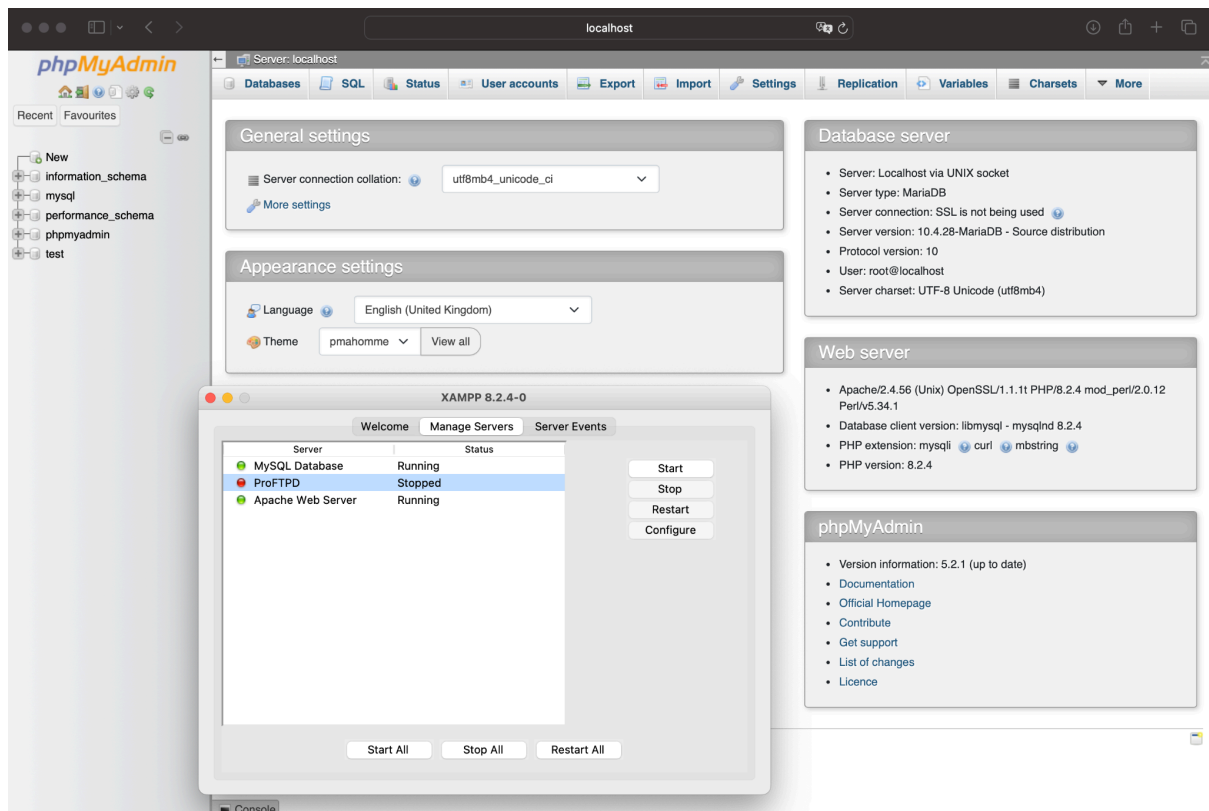 localhost
phpMyAdmin
Recent Favourites
New
information_schema
mysql
performance_schema
phpmyadmin
test
Server: localhost
Databases SQL Status User accounts Export Import Settings Replication Variables Charsets More
General settings
Server connection collation: utf8mb4_unicode_ci
More settings
Appearance settings
Language English (United Kingdom)
Theme pmahomme View all
Database server
Server: Localhost via UNIX socket
Server type: MariaDB
Server connection: SSL is not being used
Server version: 10.4.28-MariaDB - Source distribution
Protocol version: 10
User: root@localhost
Server charset: UTF-8 Unicode (utf8mb4)
Web server
Apache/2.4.56 (Unix) OpenSSL/1.1.1t PHP/8.2.4 mod_perl/2.0.12
Perl/v5.34.1
Database client version: libmysql - mysqlnd 8.2.4
PHP extension: mysqli curl mbstring
PHP version: 8.2.4
phpMyAdmin
Version information: 5.2.1 (up to date)
Documentation
Official Homepage
Contribute
Get support
List of changes
Licence
XAMPP 8.2.4-0
Welcome Manage Servers Server Events
Server Status
MySQL Database Running
ProFTPD Stopped
Apache Web Server Running
Start
Stop
Restart
Configure
Start All Stop All Restart All
Console